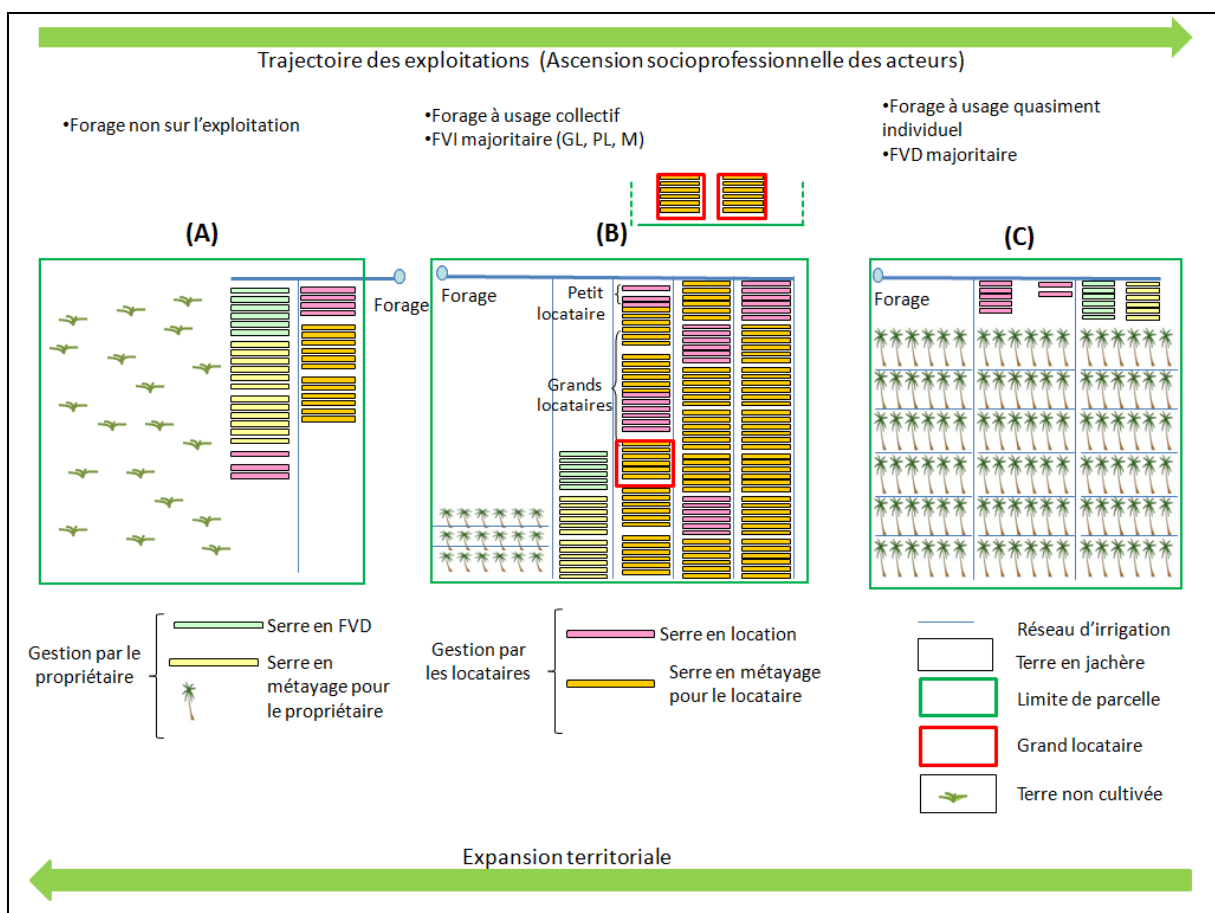 Trajectoire des exploitations (Ascension socioprofessionnelle des acteurs)
•Forage non sur l'exploitation
•Forage à usage collectif
•FVI majoritaire (GL, PL, M)
•Forage à usage quasiment
individuel
•FVD majoritaire
(A)
(B)
(C)
Forage
Forage
Petit
locataire
Grands
locataires
Forage
Gestion par le
propriétaire
Serre en FVD
Serre en
métayage pour
le propriétaire
Gestion par
les locataires
Serre en location
Serre en métayage
pour le locataire
Réseau d'irrigation
Terre en jachère
Limite de parcelle
Grand locataire
Terre non cultivée
Expansion territoriale